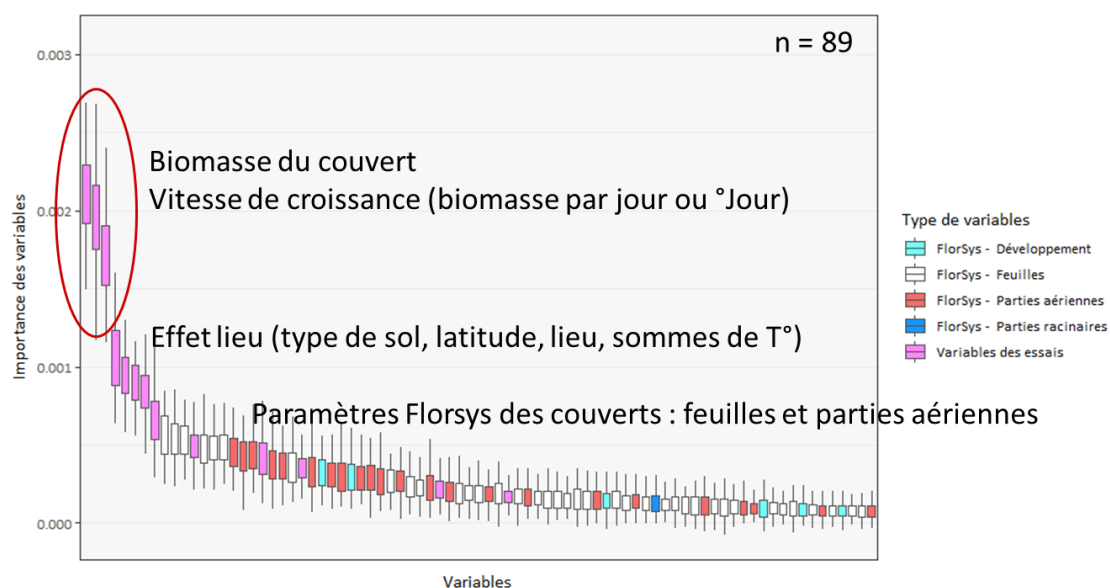 n = 89
0.003
0.002
0.001
0.000
Importance des variables
Biomasse du couvert
Vitesse de croissance (biomasse par jour ou °Jour)
Effet lieu (type de sol, latitude, lieu, sommes de T°)
Paramètres Florsys des couverts : feuilles et parties aériennes
Variables
Type de variables
FlorSys - Développement
FlorSys - Feuilles
FlorSys - Parties aériennes
FlorSys - Parties racinaires
Variables des essais